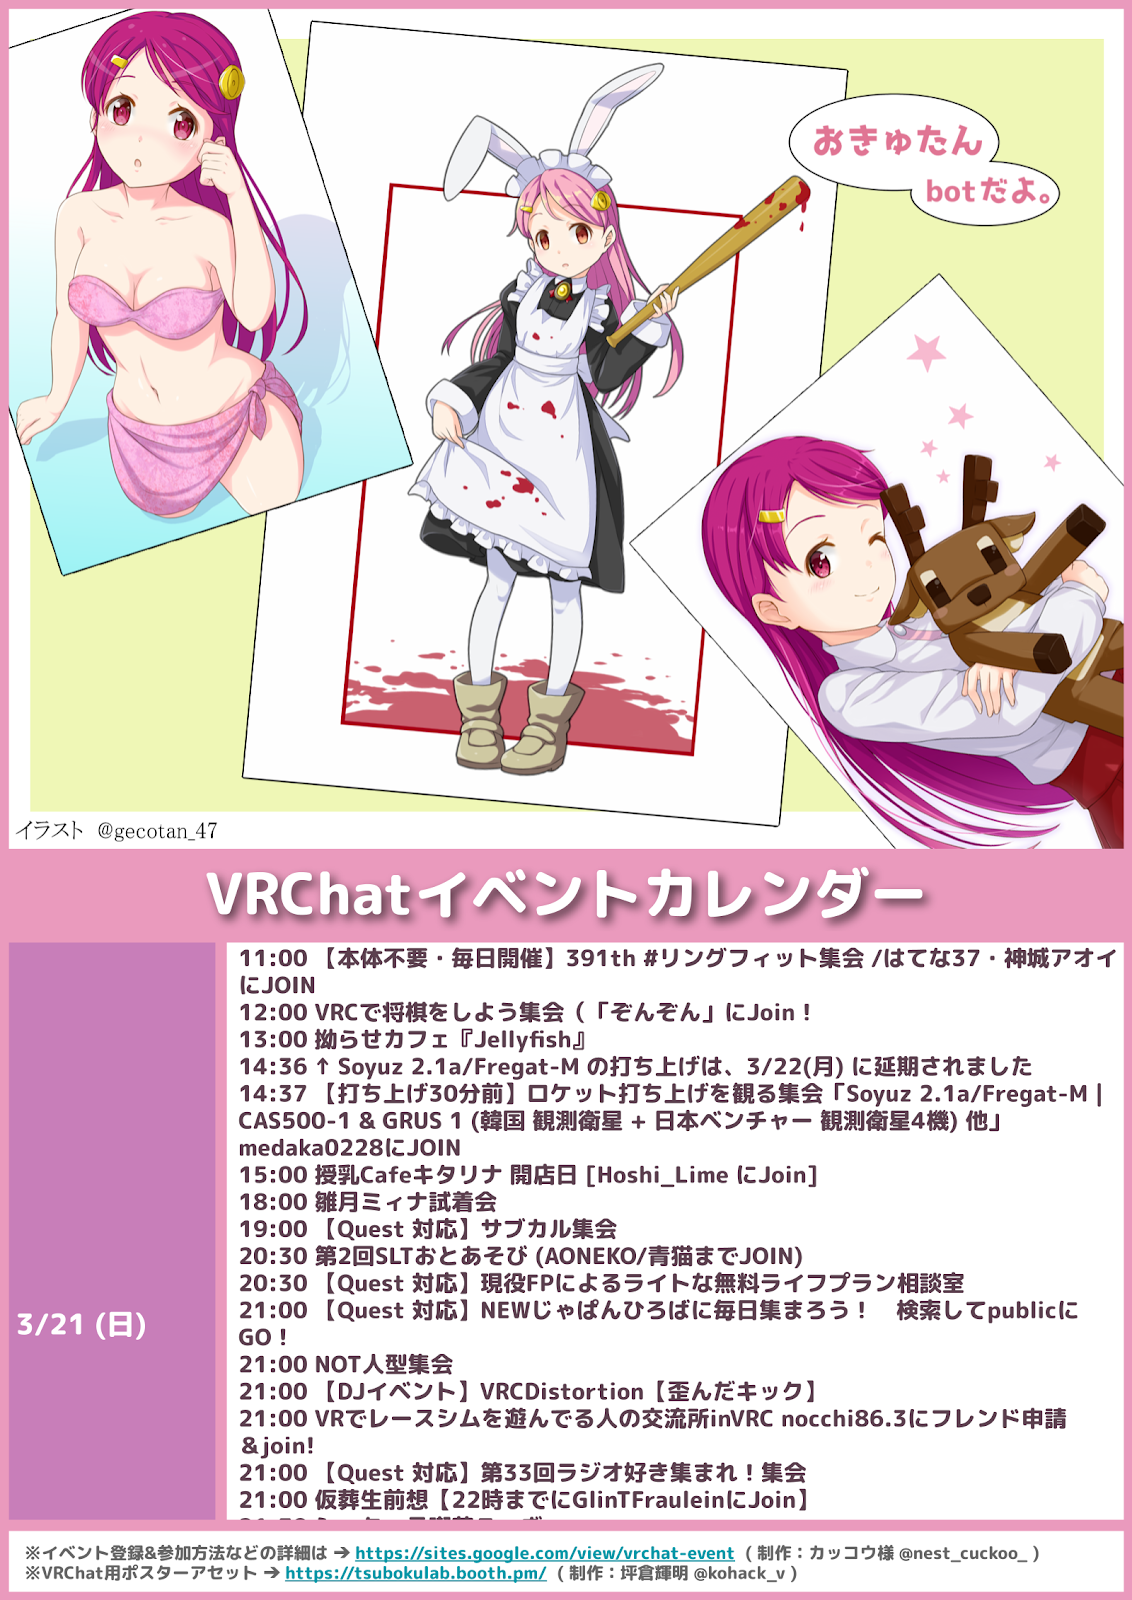 おきゅたん
botだよ。
イラスト @gecotan_47
VRChatイベントカレンダー
3/21 (日)
11:00 【本体不要・毎日開催】391th #リングフィット集会 /はてな37・神城アオイ
にJOIN
12:00 VRCで将棋をしよう集会（「ぞんぞん」にJoin！
13:00 拗らせカフェ『Jellyfish』
14:36 ↑ Soyuz 2.1a/Fregat-M の打ち上げは、3/22(月) に延期されました
14:37 【打ち上げ30分前】ロケット打ち上げを観る集会「Soyuz 2.1a/Fregat-M |
CAS500-1 & GRUS 1 (韓国 観測衛星 + 日本ベンチャー 観測衛星4機) 他」
medaka0228にJOIN
15:00 授乳Cafeキタリナ 開店日 [Hoshi_Lime にJoin]
18:00 雛月ミィナ試着会
19:00 【Quest 対応】サブカル集会
20:30 第2回SLTおとあそび (AONEKO/青猫までJOIN)
20:30 【Quest 対応】現役FPによるライトな無料ライフプラン相談室
21:00 【Quest 対応】NEWじゃぱんひろばに毎日集まろう！　検索してpublicに
GO！
21:00 NOT人型集会
21:00 【DJイベント】VRCDistortion【歪んだキック】
21:00 VRでレースシムを遊んでる人の交流所inVRC nocchi86.3にフレンド申請
＆join!
21:00 【Quest 対応】第33回ラジオ好き集まれ！集会
21:00 仮葬生前想【22時までにGlinTFrauleinにJoin】
※イベント登録&参加方法などの詳細は → https://sites.google.com/view/vrchat-event （ 制作：カッコウ様 @nest_cuckoo_ ）
※VRChat用ポスターアセット → https://tsubokulab.booth.pm/ （ 制作：坪倉輝明 @kohack_v ）